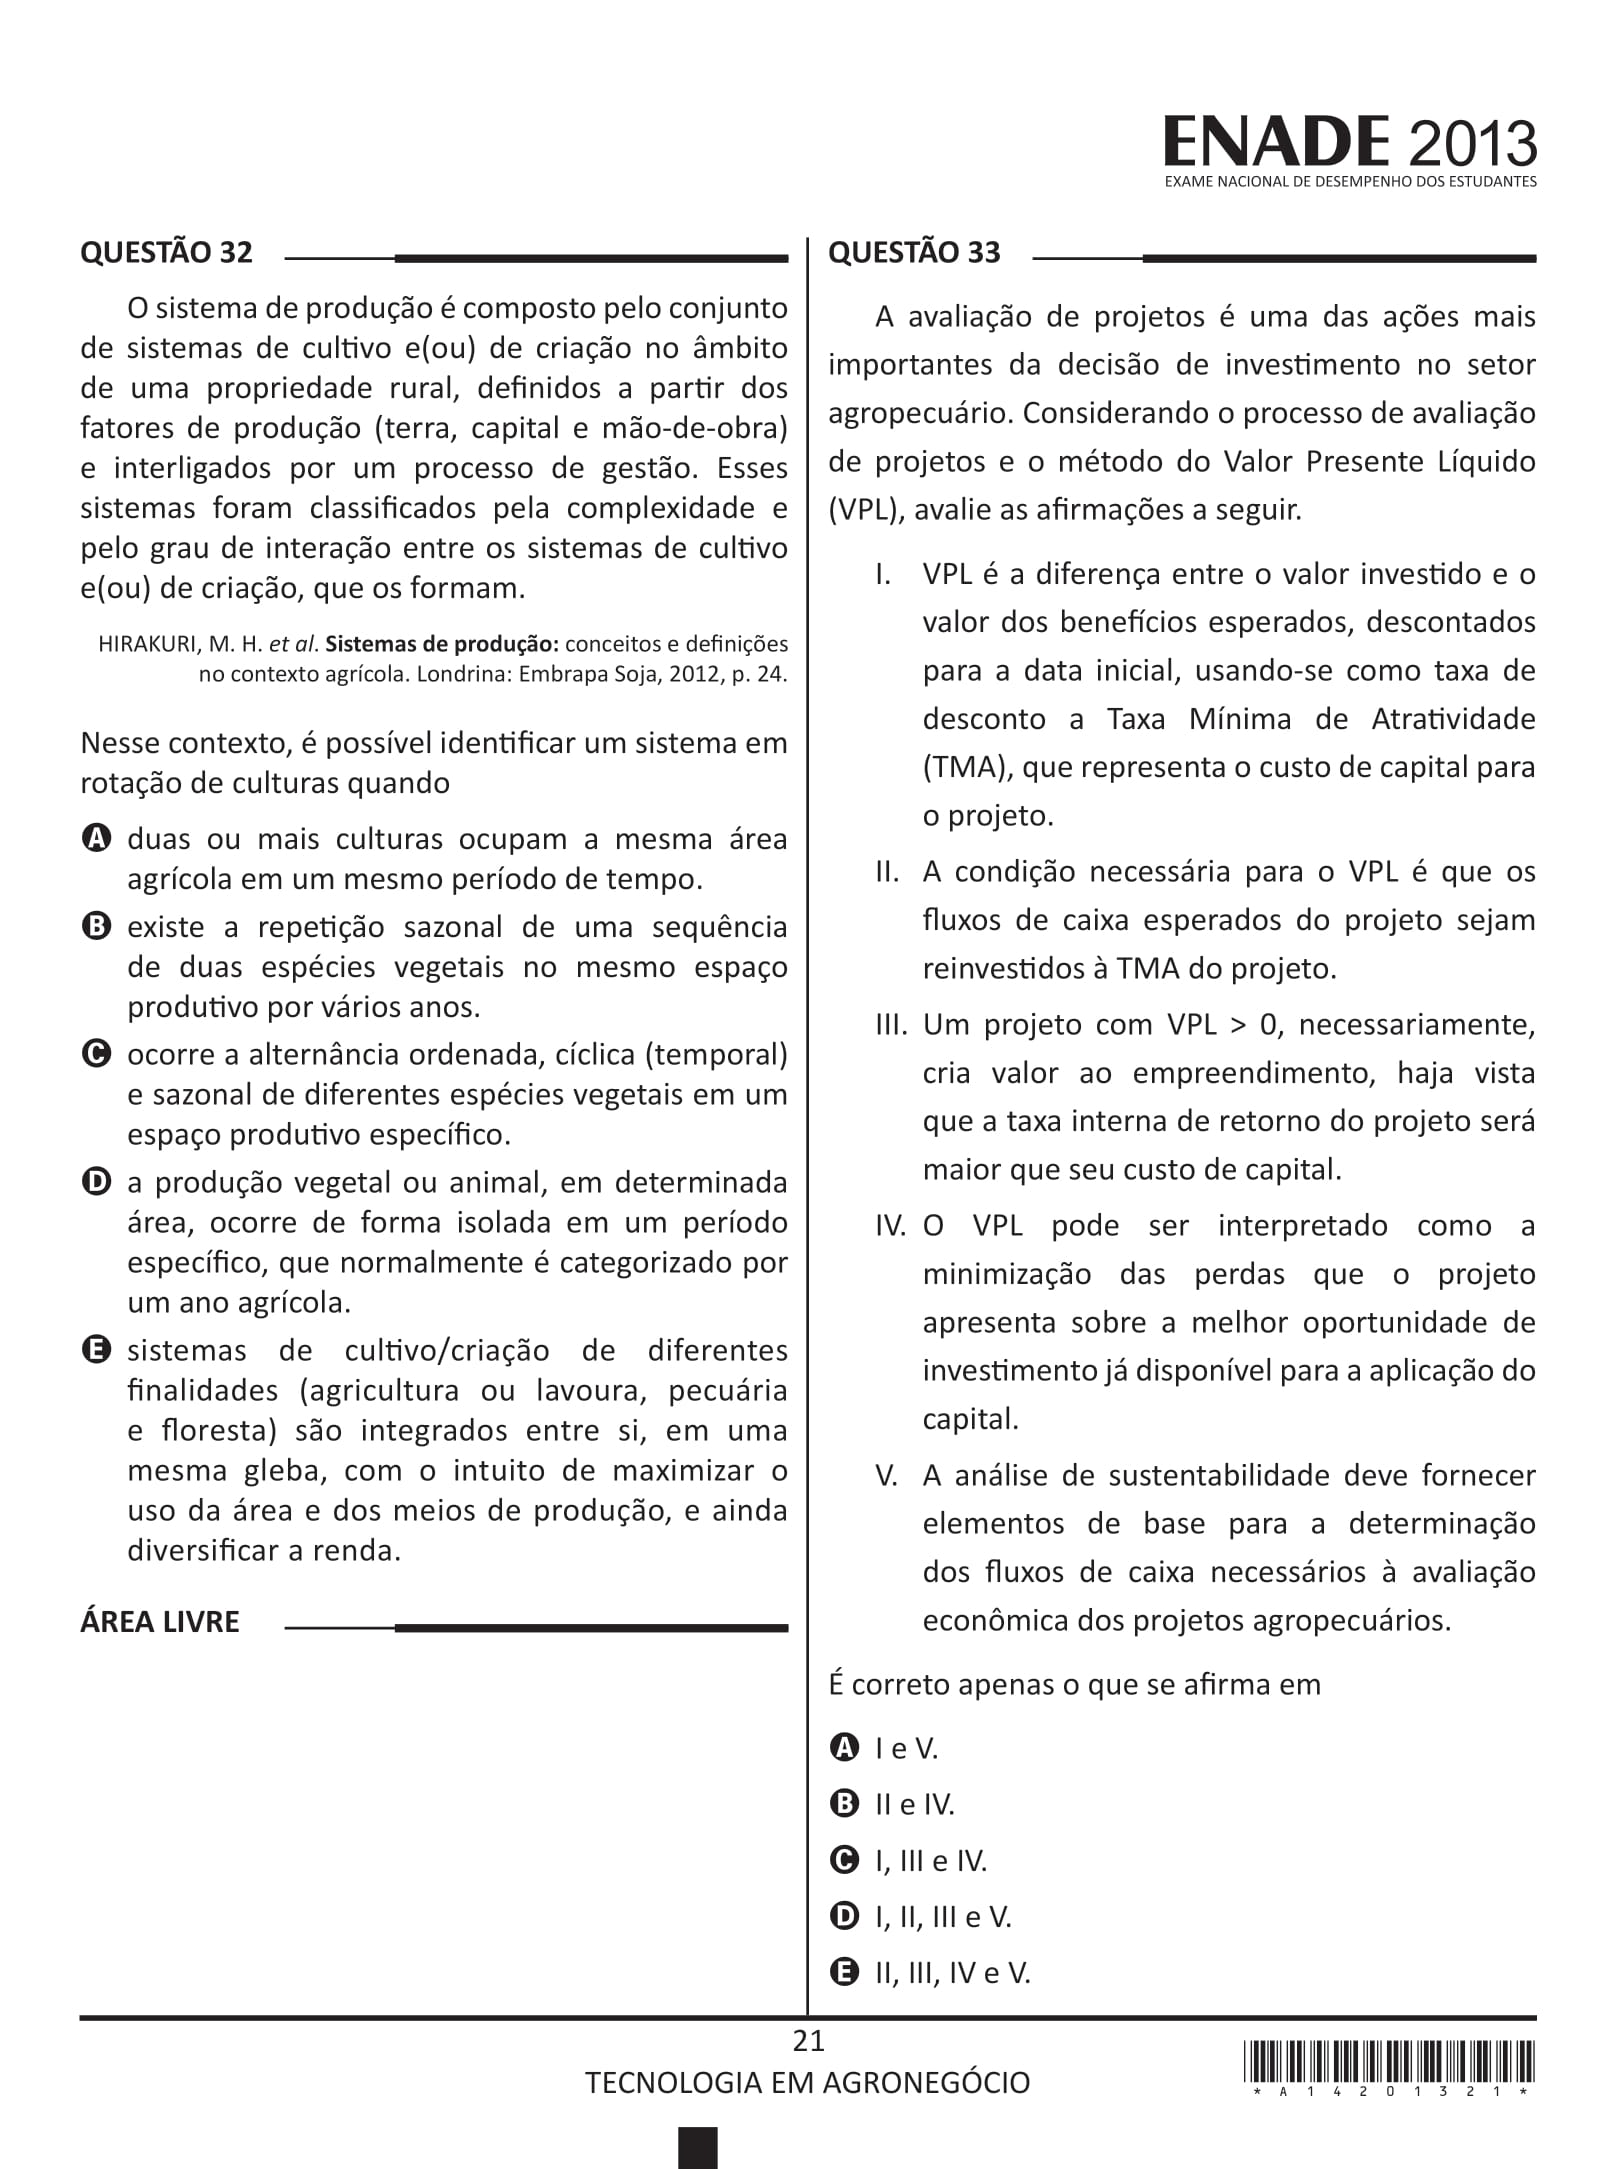 ENADE 2013
EXAME NACIONAL DE DESEMPENHO DOS ESTUDANTES
QUESTÃO 32
O sistema de produção é composto pelo conjunto
de sistemas de cultivo e(ou) de criação no âmbito
de uma propriedade rural, definidos a partir dos
fatores de produção (terra, capital e mão-de-obra)
e interligados por um processo de gestão. Esses
sistemas foram classificados pela complexidade e
pelo grau de interação entre os sistemas de cultivo
e(ou) de criação, que os formam.
HIRAKURI, M. H. et al. Sistemas de produção: conceitos e definições
no contexto agrícola. Londrina: Embrapa Soja, 2012, p. 24.
Nesse contexto, é possível identificar um sistema em
rotação de culturas quando
A duas ou mais culturas ocupam a mesma área
agrícola em um mesmo período de tempo.
B existe a repetição sazonal de uma sequência
de duas espécies vegetais no mesmo espaço
produtivo por vários anos.
C ocorre a alternância ordenada, cíclica (temporal)
e sazonal de diferentes espécies vegetais em um
espaço produtivo específico.
D a produção vegetal ou animal, em determinada
área, ocorre de forma isolada em um período
específico, que normalmente é categorizado por
um ano agrícola.
E sistemas de cultivo/criação de diferentes
finalidades (agricultura ou lavoura, pecuária
e floresta) são integrados entre si, em uma
mesma gleba, com o intuito de maximizar o
uso da área e dos meios de produção, e ainda
diversificar a renda.
ÁREA LIVRE
QUESTÃO 33
A avaliação de projetos é uma das ações mais
importantes da decisão de investimento no setor
agropecuário. Considerando o processo de avaliação
de projetos e o método do Valor Presente Líquido
(VPL), avalie as afirmações a seguir.
I. VPL é a diferença entre o valor investido e o
valor dos benefícios esperados, descontados
para a data inicial, usando-se como taxa de
desconto a Taxa Mínima de Atratividade
(TMA), que representa o custo de capital para
o projeto.
II. A condição necessária para o VPL é que os
fluxos de caixa esperados do projeto sejam
reinvestidos à TMA do projeto.
III. Um projeto com VPL > 0, necessariamente,
cria valor ao empreendimento, haja vista
que a taxa interna de retorno do projeto será
maior que seu custo de capital.
IV. O VPL pode ser interpretado como a
minimização das perdas que o projeto
apresenta sobre a melhor oportunidade de
investimento já disponível para a aplicação do
capital.
V. A análise de sustentabilidade deve fornecer
elementos de base para a determinação
dos fluxos de caixa necessários à avaliação
econômica dos projetos agropecuários.
É correto apenas o que se afirma em
A I e V.
B II e IV.
C I, III e IV.
D I, II, III e V.
E II, III, IV e V.
21
TECNOLOGIA EM AGRONEGÓCIO
* A 1 4 2 0 1 3 2 1 *